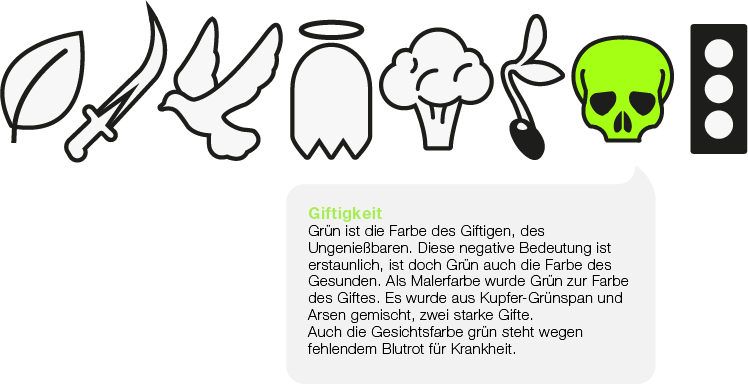 Giftigkeit
Grün ist die Farbe des Giftigen, des
Ungenießbaren. Diese negative Bedeutung ist
erstaunlich, ist doch Grün auch die Farbe des
Gesunden. Als Malerfarbe wurde Grün zur Farbe
des Giftes. Es wurde aus Kupfer-Grünspan und
Arsen gemischt, zwei starke Gifte.
Auch die Gesichtsfarbe grün steht wegen
fehlendem Blutrot für Krankheit.